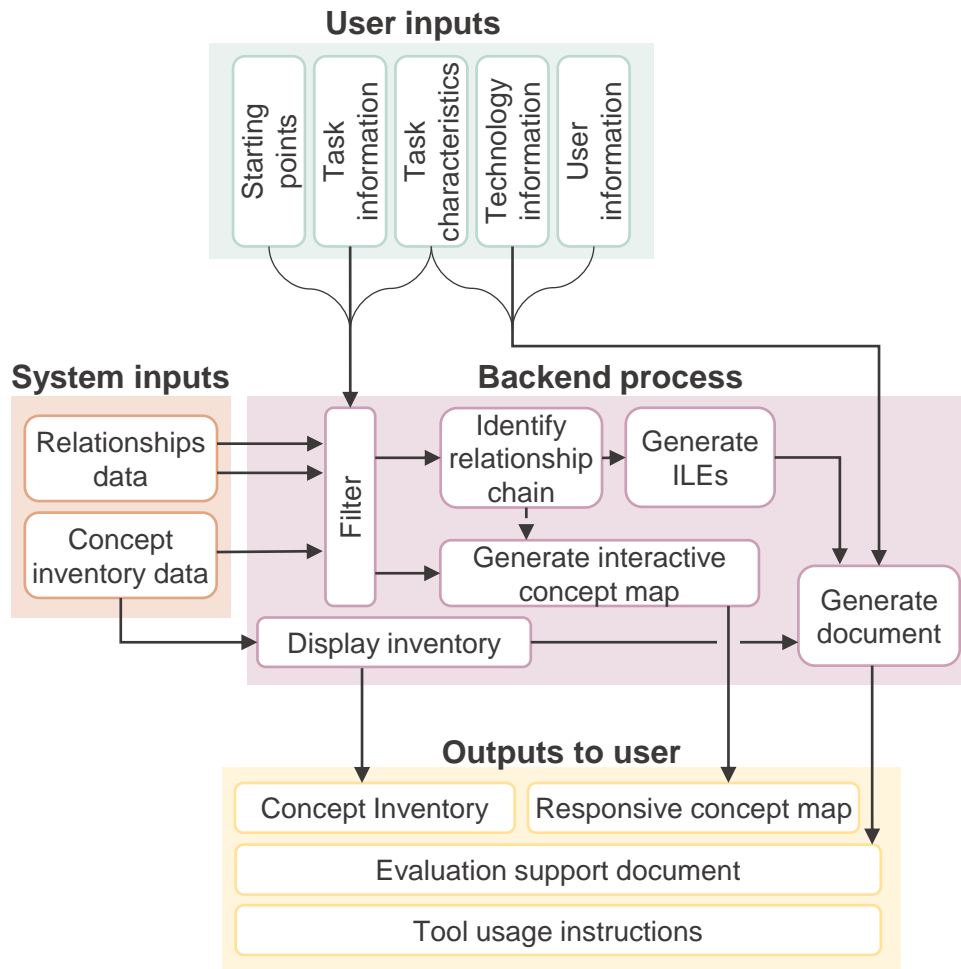 User inputs
Starting
points
Task
information
Task
characteristics
Technology
information
User
information
System inputs
Backend process
Relationships
data
Concept
inventory data
Filter
Identify
relationship
chain
Generate
ILEs
Generate interactive
concept map
Generate
document
Display inventory
Outputs to user
Concept Inventory
Responsive concept map
Evaluation support document
Tool usage instructions